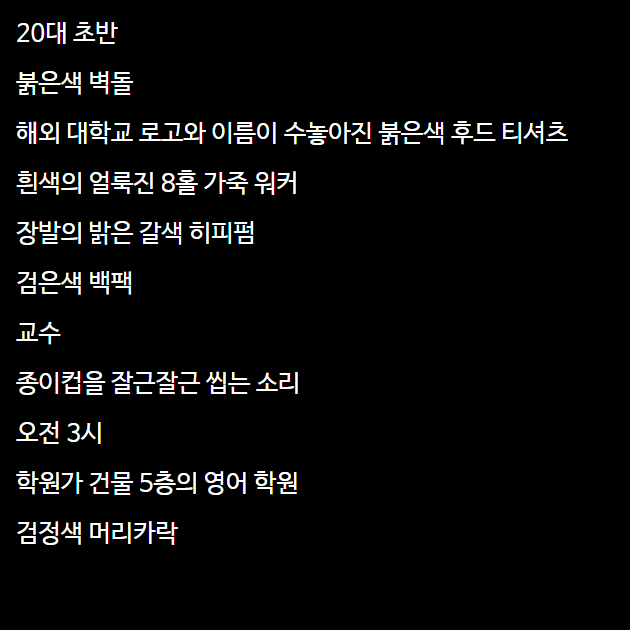 20대 초반
붉은색 벽돌
해외 대학교 로고와 이름이 수놓아진 붉은색 후드 티셔츠
흰색의 얼룩진 8홀 가죽 워커
장발의 밝은 갈색 히피펌
검은색 백팩
교수
종이컵을 잘근잘근 씹는 소리
오전 3시
학원가 건물 5층의 영어 학원
검정색 머리카락